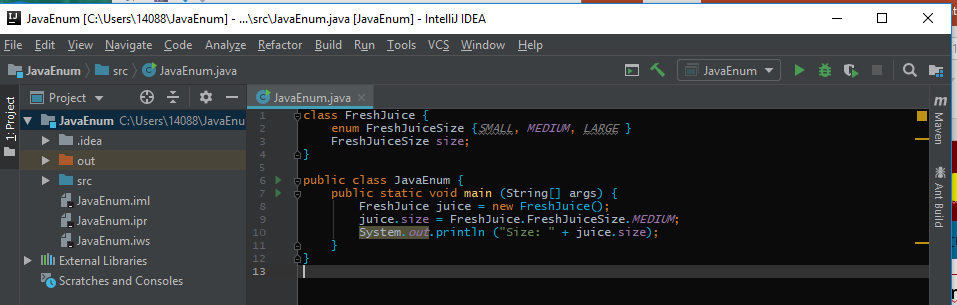 JavaEnum [C:\Users\14088\JavaEnum] - ...\src\JavaEnum.java [JavaEnum] - IntelliJ IDEA
File Edit View Navigate Code Analyze Refactor Build Run Tools VCS Window Help
JavaEnum src JavaEnum.java JavaEnum
Project JavaEnum.java
1: Project
JavaEnum C:\Users\14088\JavaEnu
.idea
out
src
JavaEnum.iml
JavaEnum.ipr
JavaEnum.iws
External Libraries
Scratches and Consoles
1 class FreshJuice {
2 enum FreshJuiceSize {SMALL, MEDIUM, LARGE }
3 FreshJuiceSize size;
4 }
5
6 public class JavaEnum {
7 public static void main (String[] args) {
8 FreshJuice juice = new FreshJuice();
9 juice.size = FreshJuice.FreshJuiceSize.MEDIUM;
10 System.out.println ("Size: " + juice.size);
11 }
12 }
13
m Maven
Ant Build